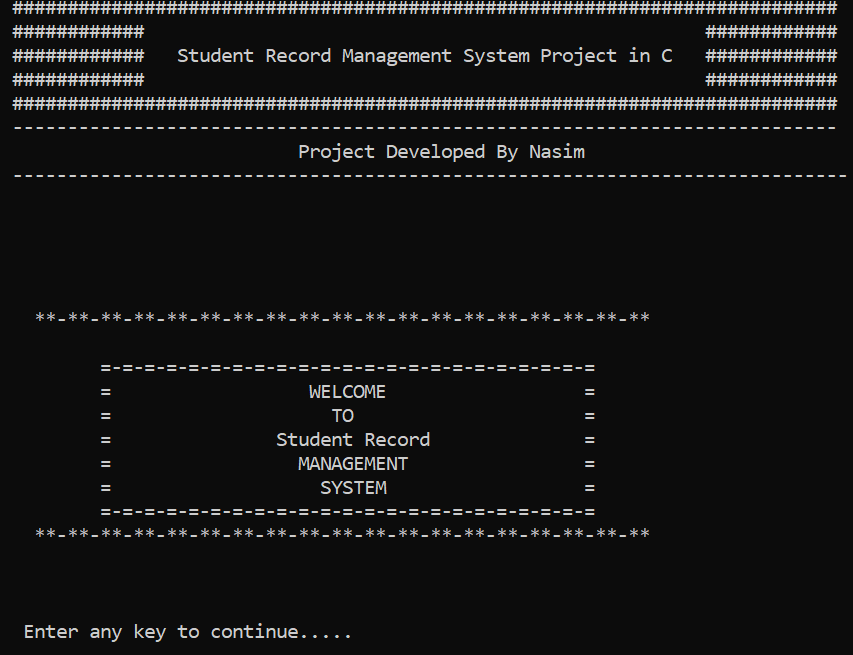 ###########################################################################
############                                                   ############
############   Student Record Management System Project in C   ############
############                                                   ############
###########################################################################
---------------------------------------------------------------------------
Project Developed By Nasim
----------------------------------------------------------------------------
**-**-**-**-**-**-**-**-**-**-**-**-**-**-**-**-**-**-**
=-=-=-=-=-=-=-=-=-=-=-=-=-=-=-=-=-=-=-=-=-=-=
=                  WELCOME                  =
=                    TO                     =
=               Student Record              =
=                 MANAGEMENT                =
=                   SYSTEM                  =
=-=-=-=-=-=-=-=-=-=-=-=-=-=-=-=-=-=-=-=-=-=-=
**-**-**-**-**-**-**-**-**-**-**-**-**-**-**-**-**-**-**
Enter any key to continue.....